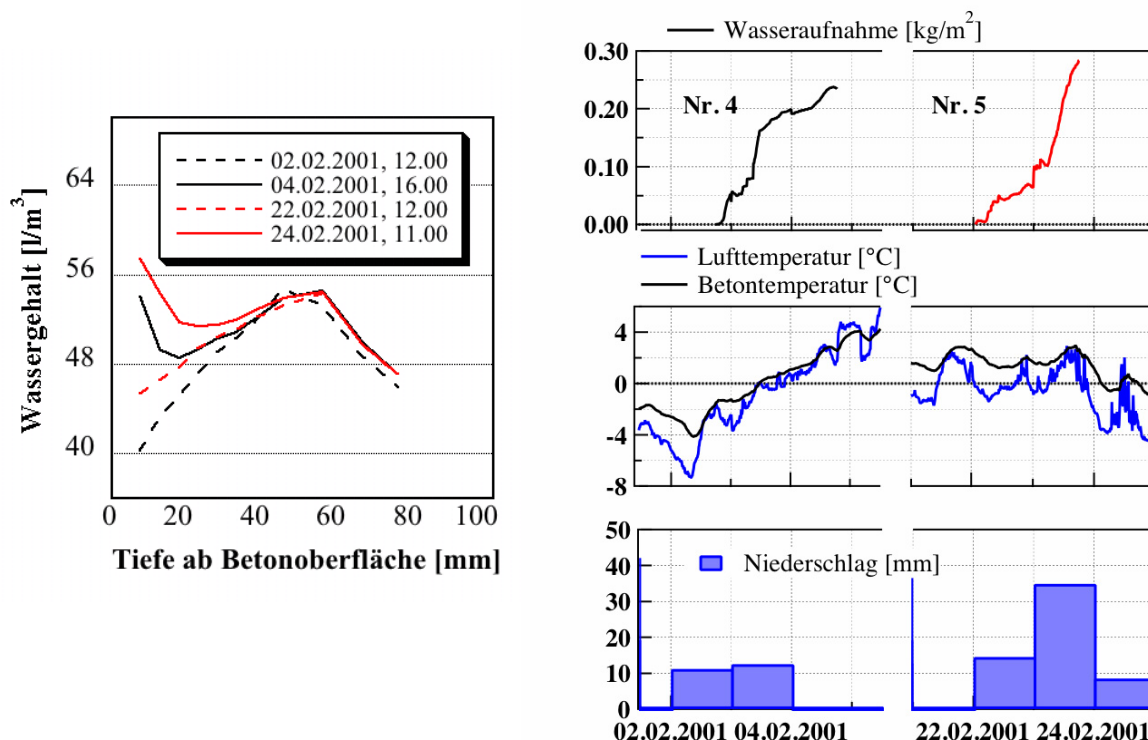 Wassergehalt [l/m³]
64
56
48
40
02.02.2001, 12.00
04.02.2001, 16.00
22.02.2001, 12.00
24.02.2001, 11.00
0 20 40 60 80 100
Tiefe ab Betonoberfläche [mm]
Wasseraufnahme [kg/m²]
0.30
0.20
0.10
0.00
Nr. 4
Nr. 5
Lufttemperatur [°C]
Betontemperatur [°C]
4
0
-4
-8
50
40
30
20
10
0
Niederschlag [mm]
02.02.2001 04.02.2001 22.02.2001 24.02.2001